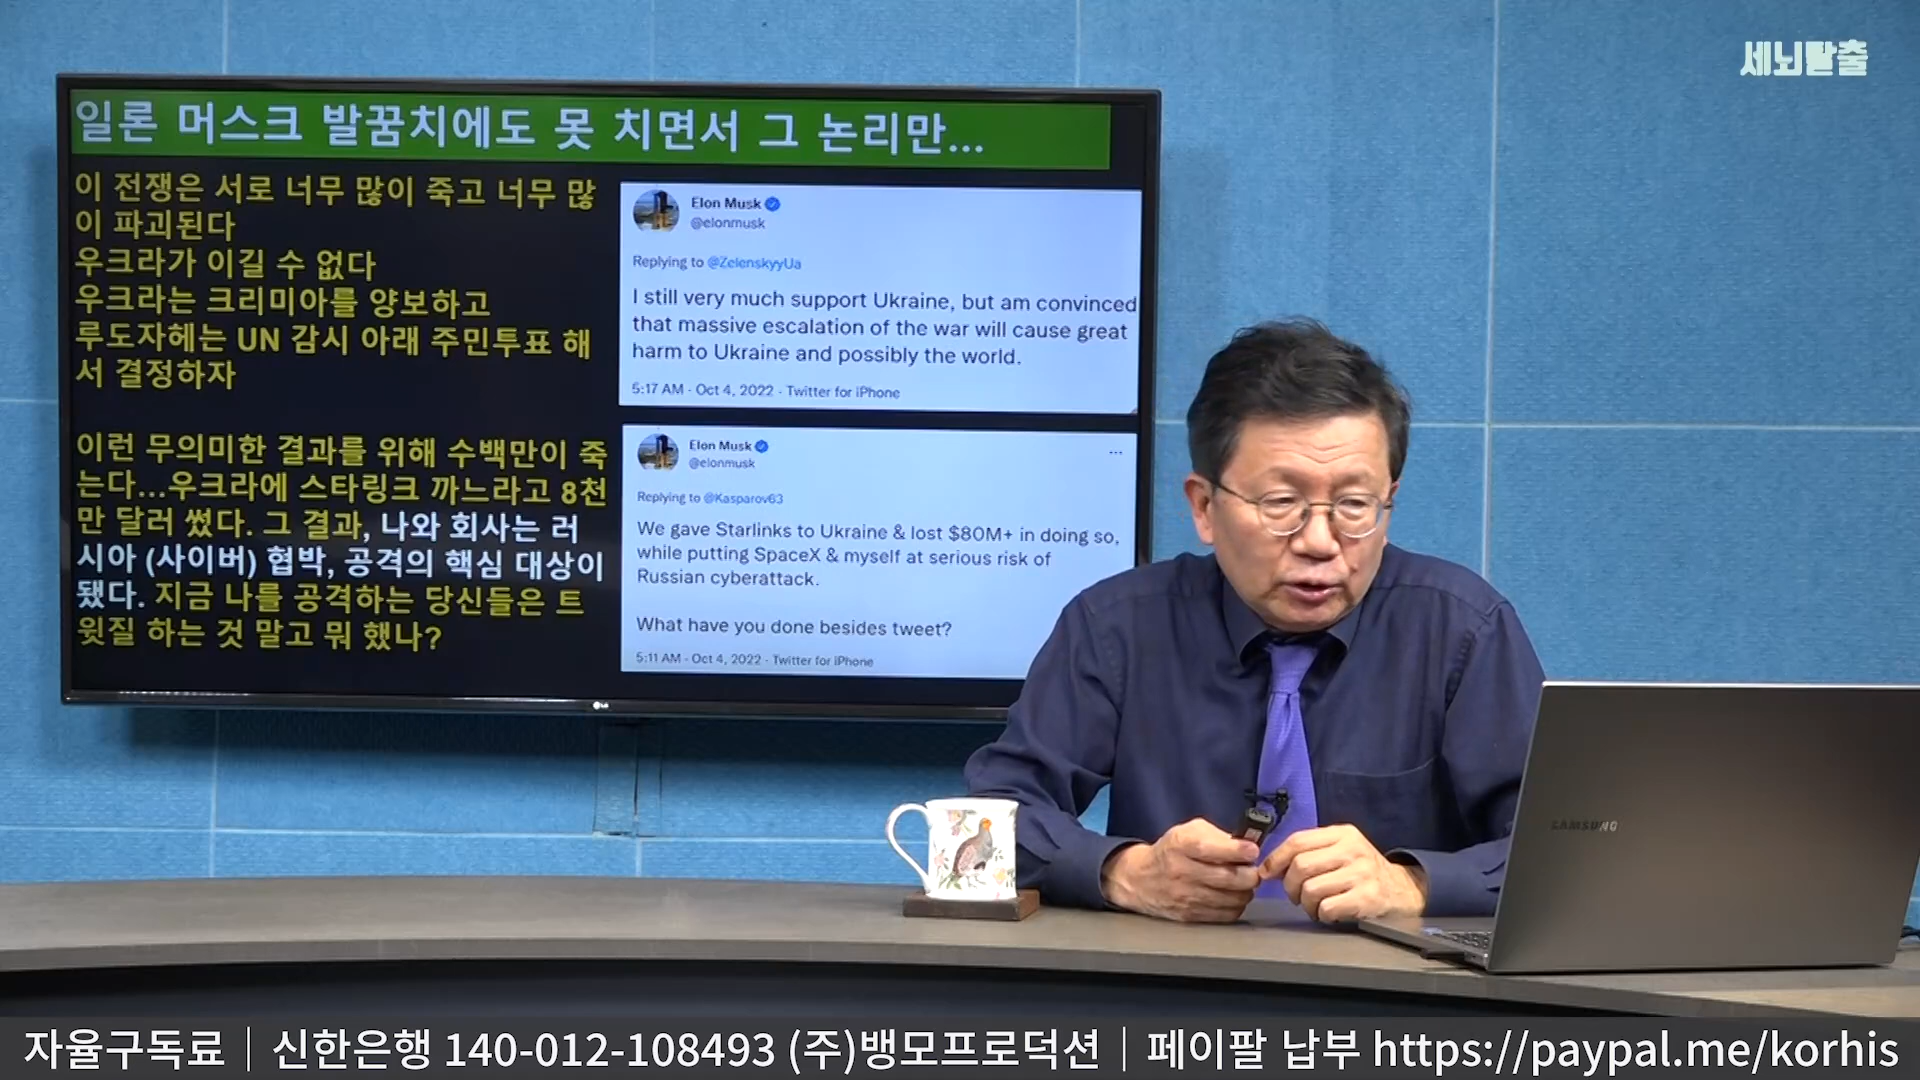 세뇌탈출
일론 머스크 발꿈치에도 못 치면서 그 논리만...
이 전쟁은 서로 너무 많이 죽고 너무 많
이 파괴된다
우크라가 이길 수 없다
우크라는 크리미아를 양보하고
루도자헤는 UN 감시 아래 주민투표 해
서 결정하자
이런 무의미한 결과를 위해 수백만이 죽
는다...우크라에 스타링크 까느라고 8천
만 달러 썼다. 그 결과, 나와 회사는 러
시아 (사이버) 협박, 공격의 핵심 대상이
됐다. 지금 나를 공격하는 당신들은 트
윗질 하는 것 말고 뭐 했나?
Elon Musk
@elonmusk
Replying to @ZelenskyyUa
I still very much support Ukraine, but am convinced
that massive escalation of the war will cause great
harm to Ukraine and possibly the world.
5:17 AM · Oct 4, 2022 · Twitter for iPhone
Elon Musk
@elonmusk
...
Replying to @Kasparov63
We gave Starlinks to Ukraine & lost $80M+ in doing so,
while putting SpaceX & myself at serious risk of
Russian cyberattack.
What have you done besides tweet?
5:11 AM · Oct 4, 2022 · Twitter for iPhone
LG
SAMSUNG
자율구독료│신한은행 140-012-108493 (주)뱅모프로덕션│페이팔 납부 https://paypal.me/korhis